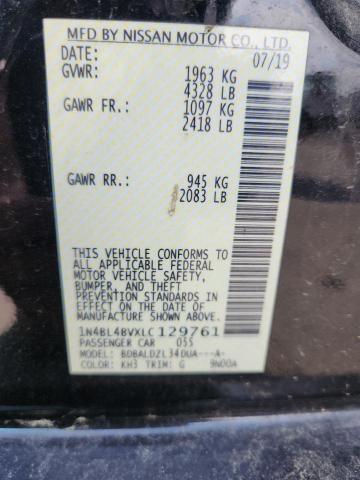 MFD BY NISSAN MOTOR CO., LTD.
DATE: 07/19
GVWR: 1963 KG
4328 LB
GAWR FR: 1097 KG
2418 LB
GAWR RR: 945 KG
2083 LB
THIS VEHICLE CONFORMS TO
ALL APPLICABLE FEDERAL
MOTOR VEHICLE SAFETY,
BUMPER, AND THEFT
PREVENTION STANDARDS IN
EFFECT ON THE DATE OF
MANUFACTURE SHOWN ABOVE.
1N4BL4BVXLC129761
PASSENGER CAR 055
MODEL: BDBALDZL34DUA---A-
COLOR: KH3 TRIM: G 9N00A